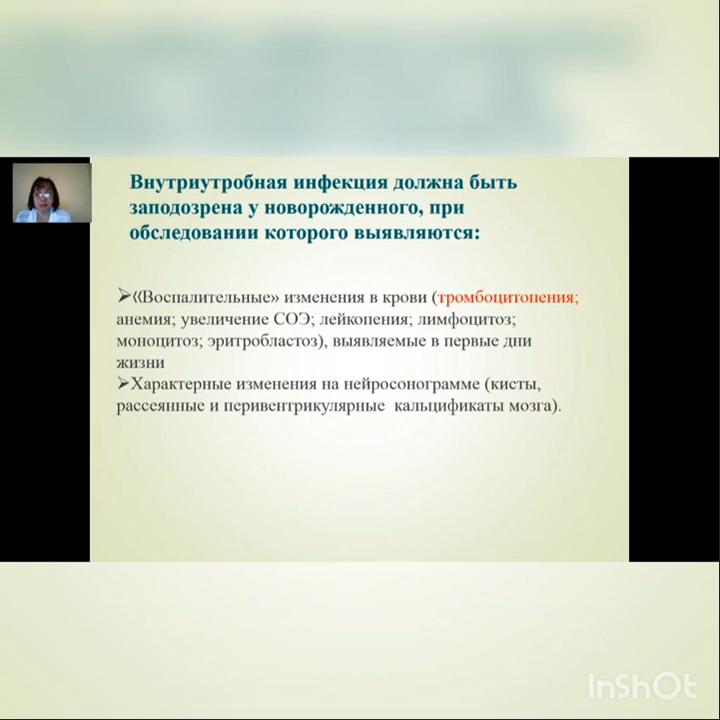 Внутриутробная инфекция должна быть
заподозрена у новорожденного, при
обследовании которого выявляются:
➢«Воспалительные» изменения в крови (тромбоцитопения;
анемия; увеличение СОЭ; лейкопения; лимфоцитоз;
моноцитоз; эритробластоз), выявляемые в первые дни
жизни
➢Характерные изменения на нейросонограмме (кисты,
рассеянные и перивентрикулярные кальцификаты мозга).
InShOt